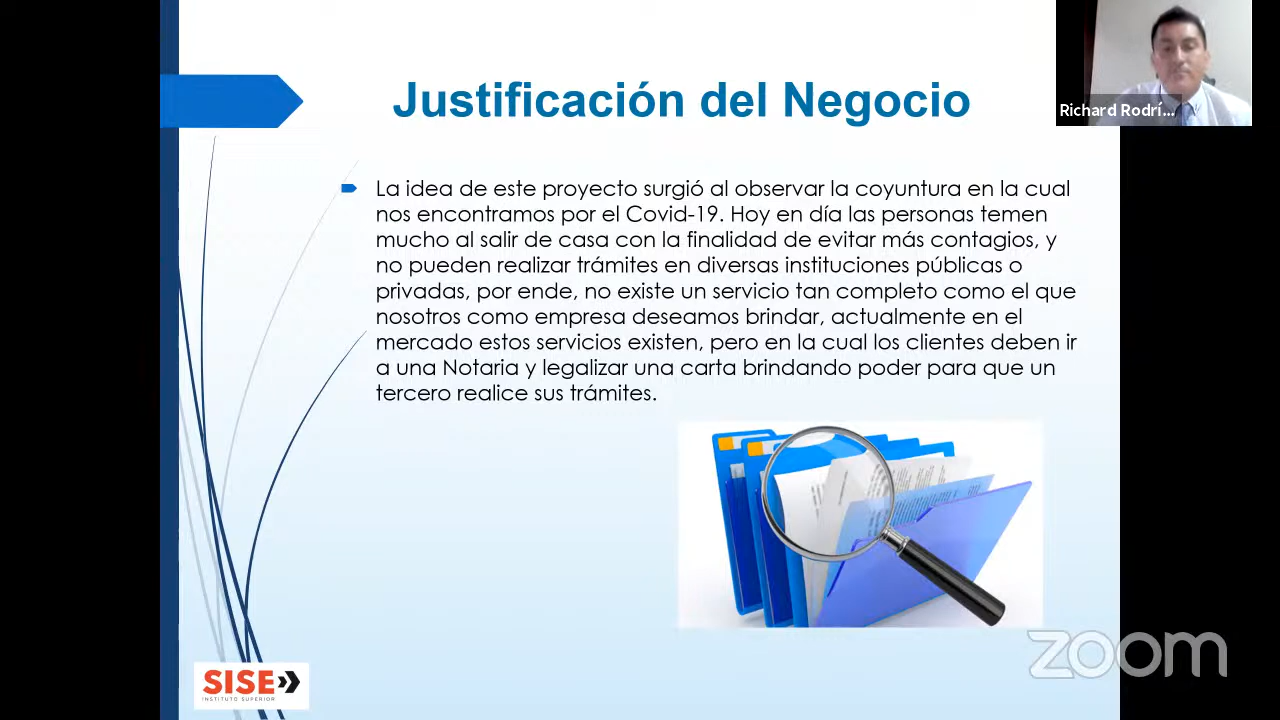 Justificación del Negocio
Richard Rodrí...
La idea de este proyecto surgió al observar la coyuntura en la cual
nos encontramos por el Covid-19. Hoy en día las personas temen
mucho al salir de casa con la finalidad de evitar más contagios, y
no pueden realizar trámites en diversas instituciones públicas o
privadas, por ende, no existe un servicio tan completo como el que
nosotros como empresa deseamos brindar, actualmente en el
mercado estos servicios existen, pero en la cual los clientes deben ir
a una Notaria y legalizar una carta brindando poder para que un
tercero realice sus trámites.
zoom
SISE
INSTITUTO SUPERIOR